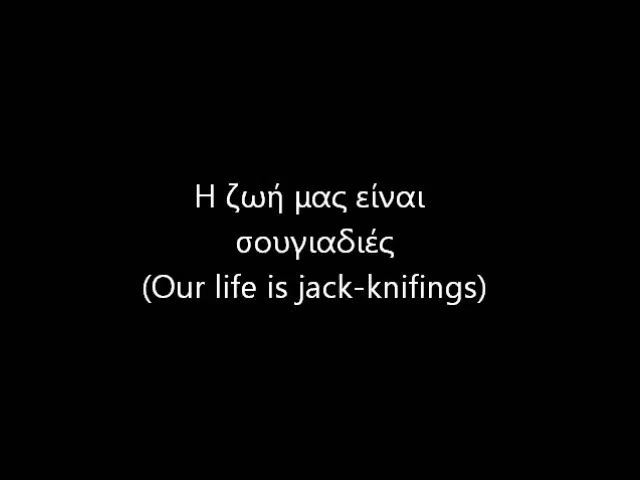 Η ζωή μας είναι
σουγιαδιές
(Our life is jack-knifings)